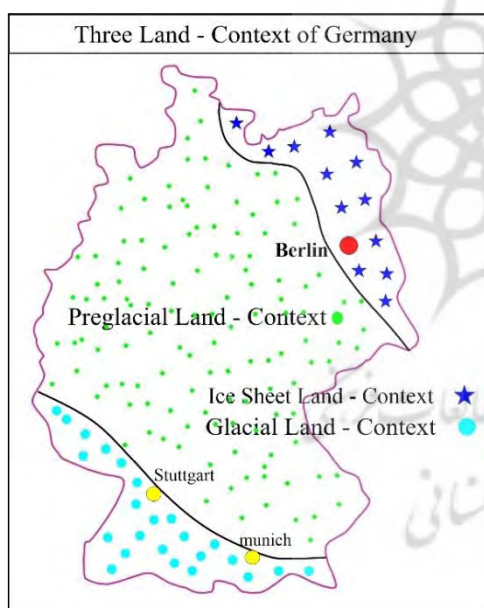 Three Land - Context of Germany
Berlin
Preglacial Land - Context
Ice Sheet Land - Context
Glacial Land - Context
Stuttgart
munich